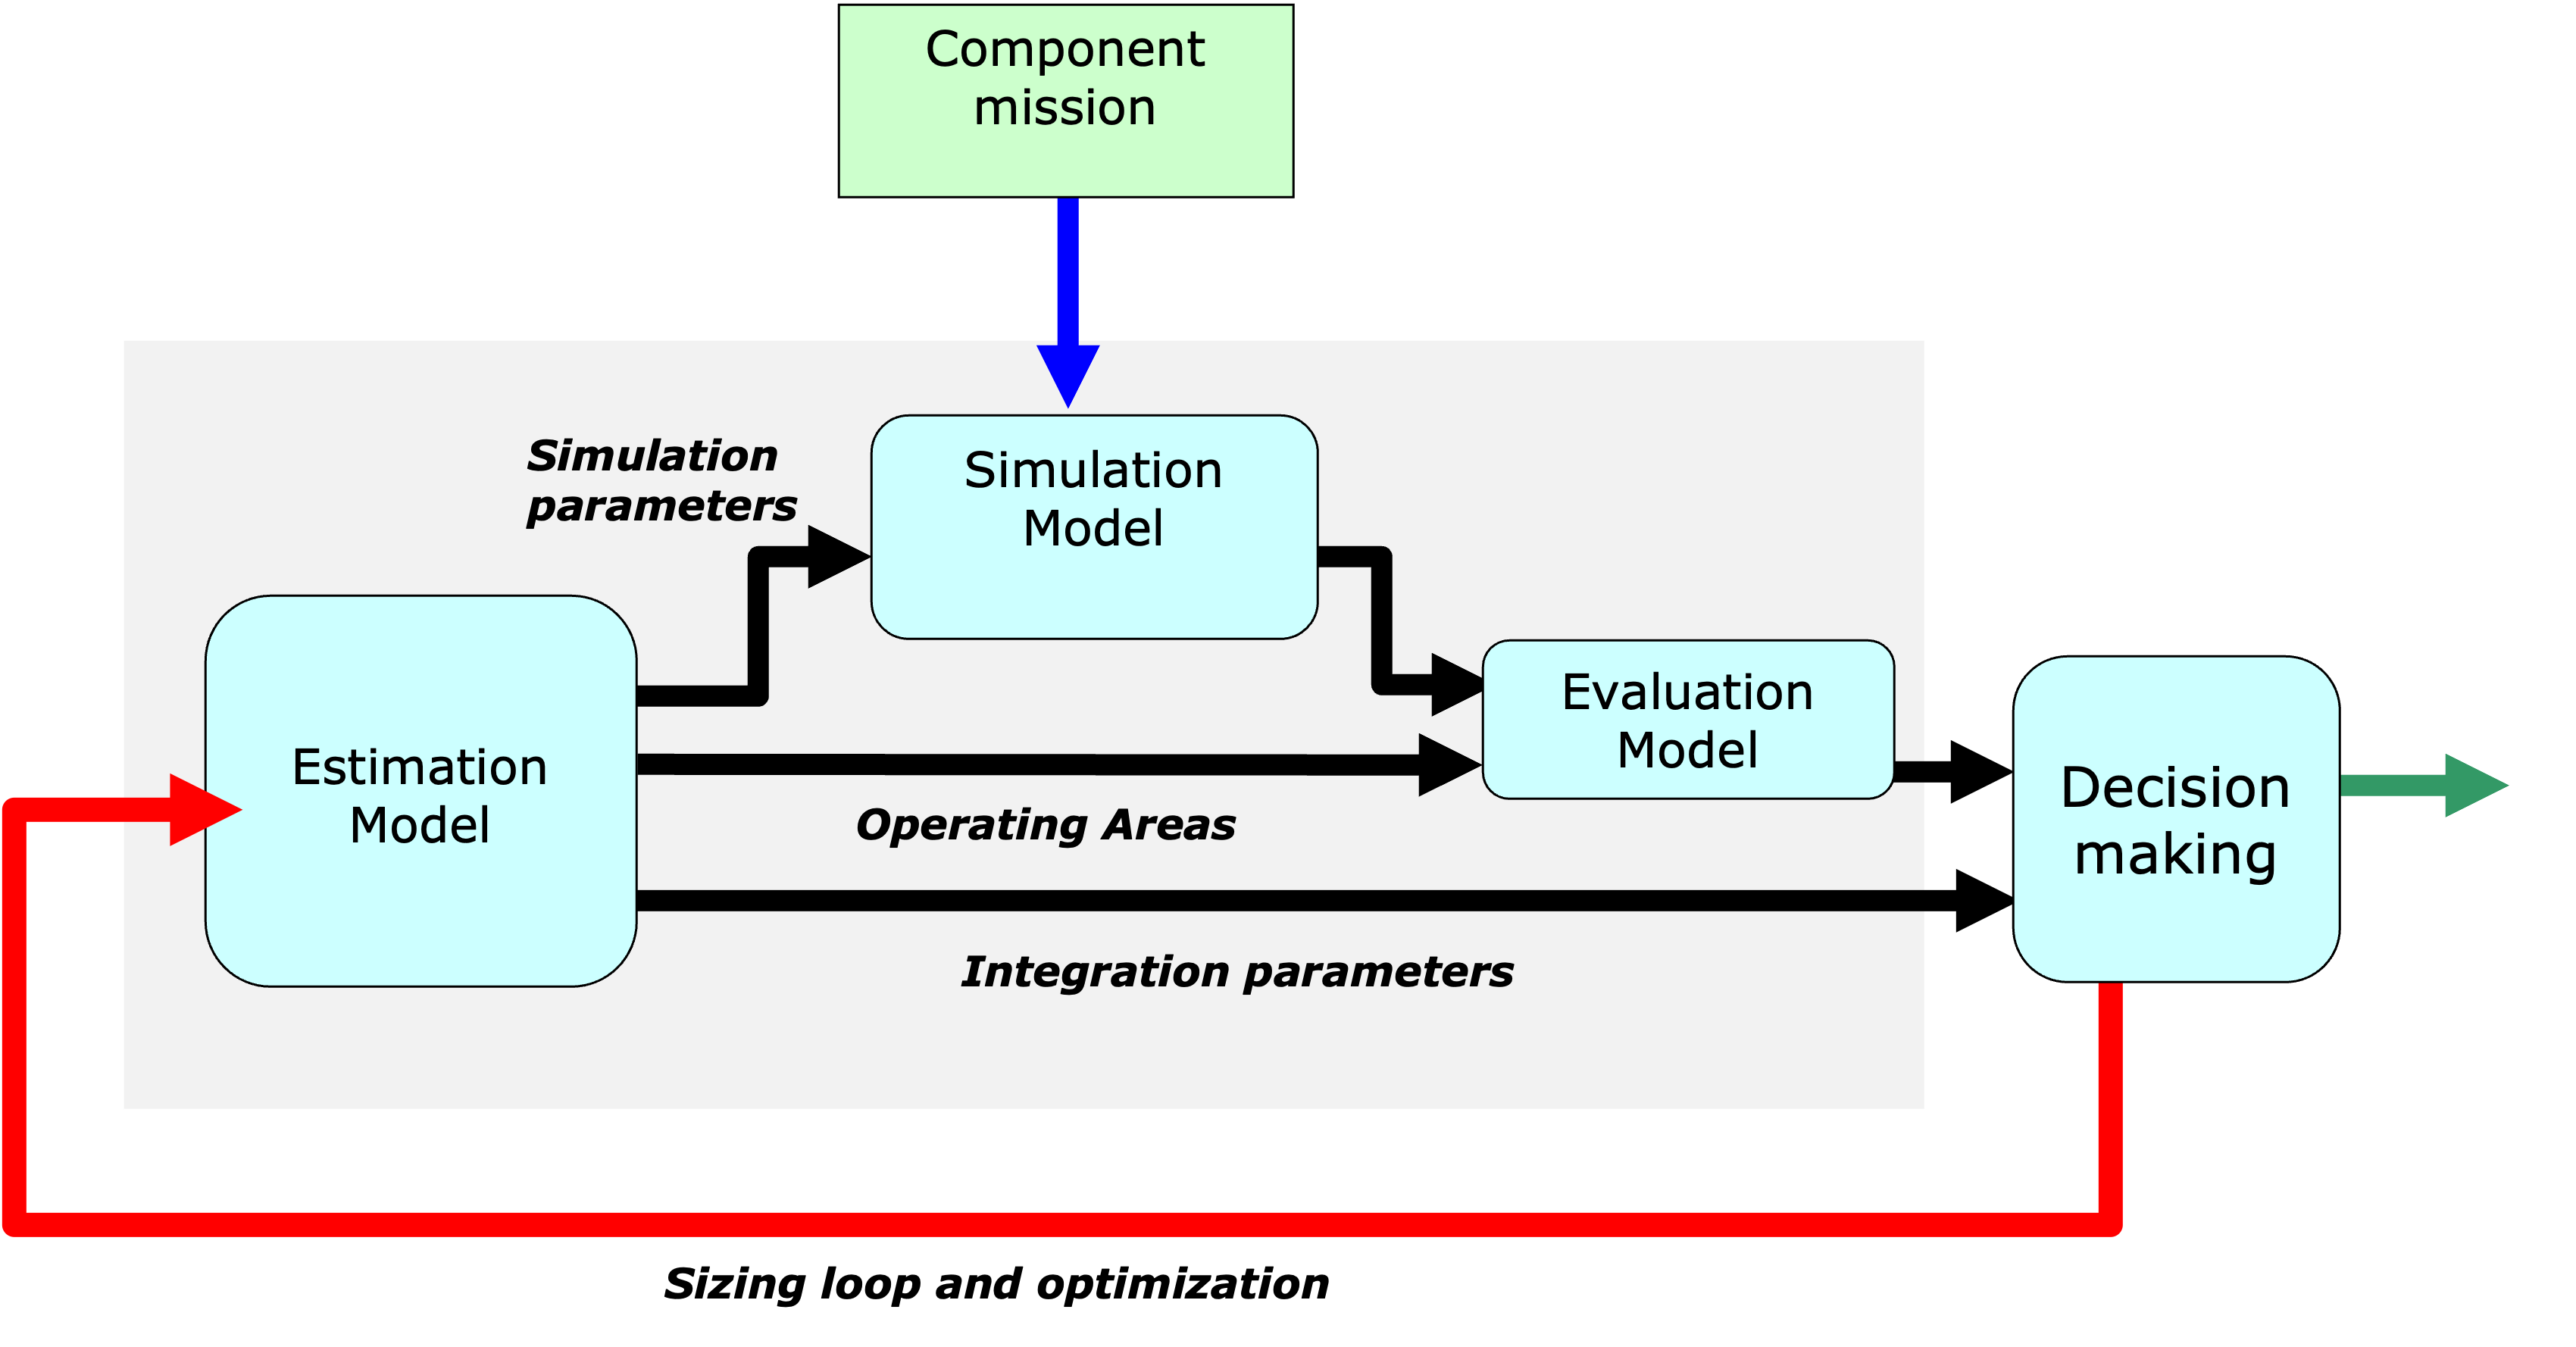 Component
mission
Simulation
parameters
Simulation
Model
Estimation
Model
Evaluation
Model
Operating Areas
Decision
making
Integration parameters
Sizing loop and optimization